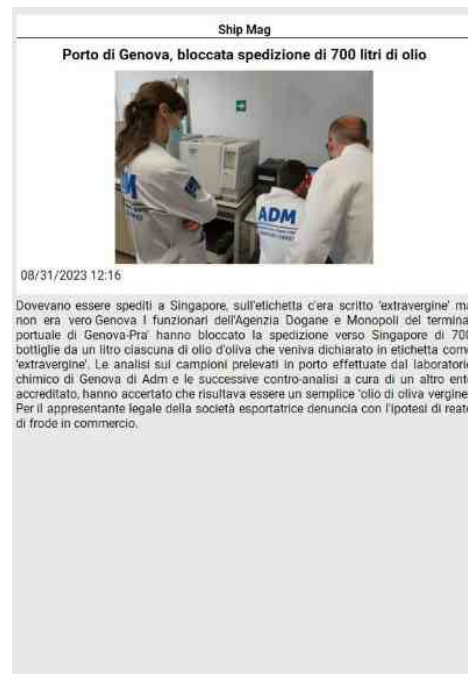 Ship Mag
Porto di Genova, bloccata spedizione di 700 litri di olio
ADM
08/31/2023 12:16
Dovevano essere spediti a Singapore, sull'etichetta c'era scritto 'extravergine' ma
non era vero Genova I funzionari dell'Agenzia Dogane e Monopoli del terminal
portuale di Genova-Pra' hanno bloccato la spedizione verso Singapore di 700
bottiglie da un litro ciascuna di olio d'oliva che veniva dichiarato in etichetta come
'extravergine'. Le analisi sui campioni prelevati in porto effettuate dal laboratorio
chimico di Genova di Adm e le successive contro-analisi a cura di un altro ente
accreditato, hanno accertato che risultava essere un semplice 'olio di oliva vergine'
Per il appresentante legale della società esportatrice denuncia con l'ipotesi di reato
di frode in commercio.